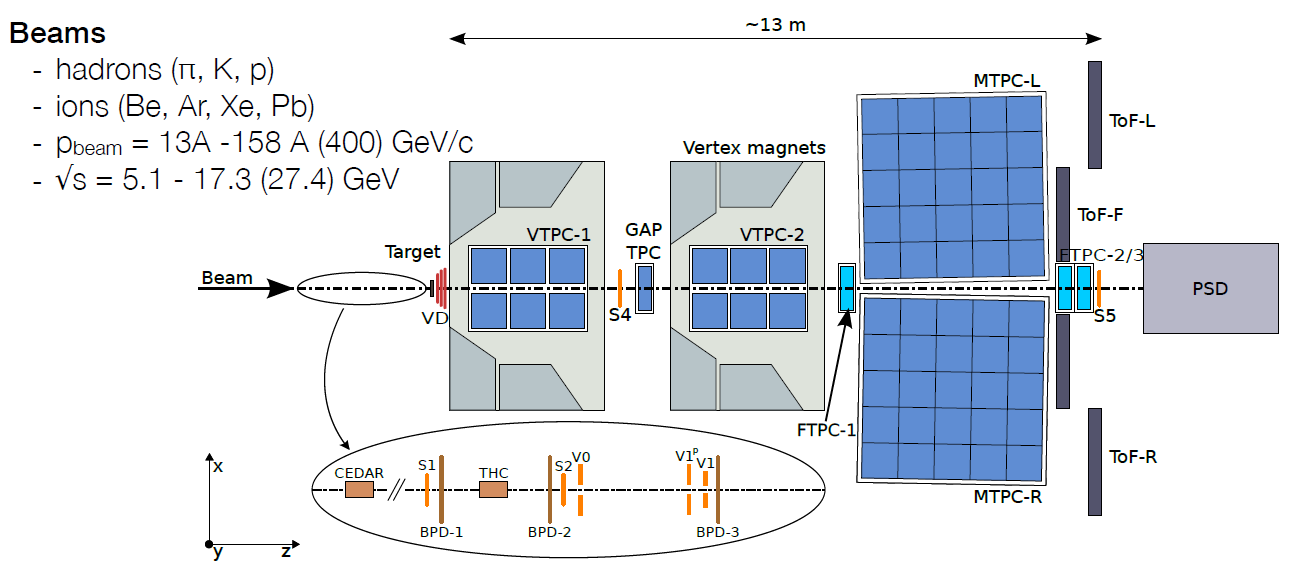 Beams
- hadrons (π, K, p)
- ions (Be, Ar, Xe, Pb)
- pbeam = 13A -158 A (400) GeV/c
- √s = 5.1 - 17.3 (27.4) GeV
~13 m
MTPC-L
ToF-L
Vertex magnets
ToF-F
Target
VTPC-1
GAP
TPC
VTPC-2
FTPC-2/3
Beam
PSD
VD
S4
S5
FTPC-1
ToF-R
MTPC-R
CEDAR
S1
THC
S2
V0
V1ᵖ
V1
BPD-1
BPD-2
BPD-3
x
y
z